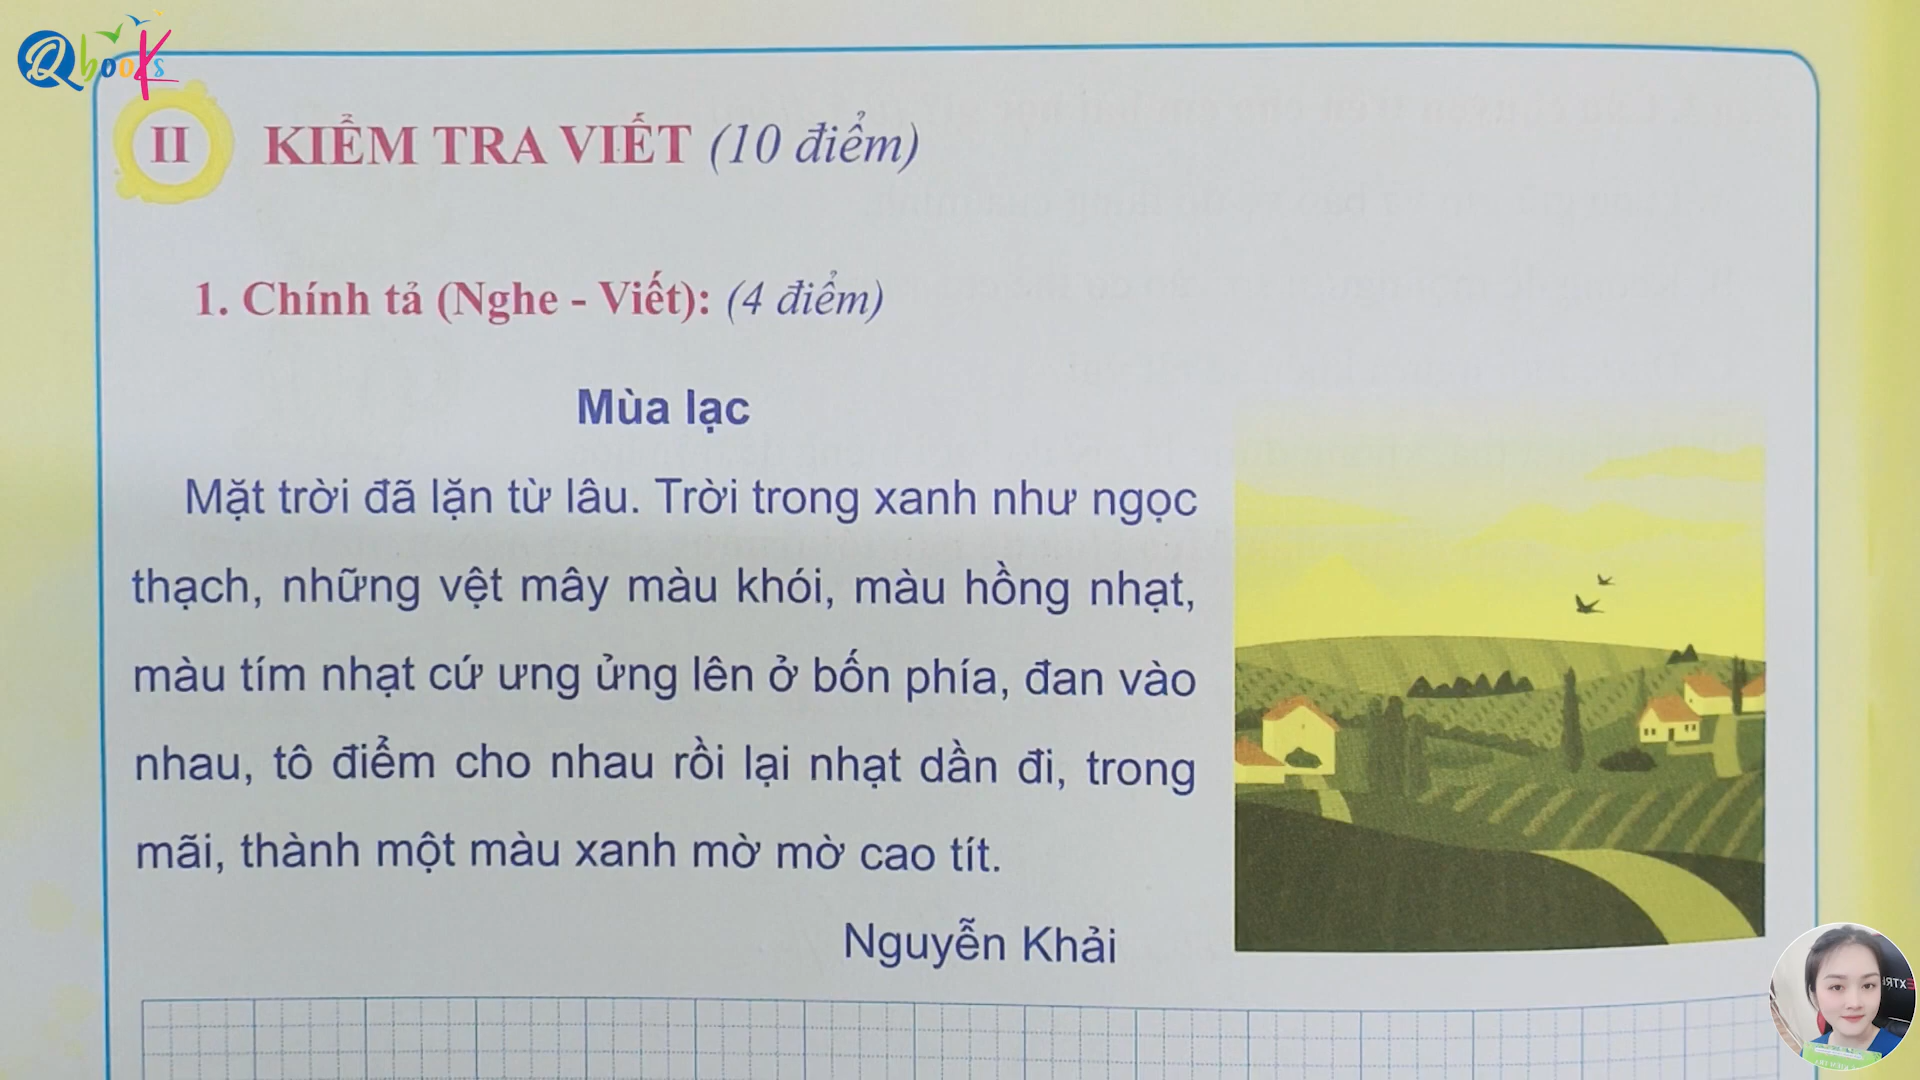 Qbooks
II KIỂM TRA VIẾT (10 điểm)
1. Chính tả (Nghe - Viết): (4 điểm)
Mùa lạc
Mặt trời đã lặn từ lâu. Trời trong xanh như ngọc
thạch, những vệt mây màu khói, màu hồng nhạt,
màu tím nhạt cứ ưng ửng lên ở bốn phía, đan vào
nhau, tô điểm cho nhau rồi lại nhạt dần đi, trong
mãi, thành một màu xanh mờ mờ cao tít.
Nguyễn Khải